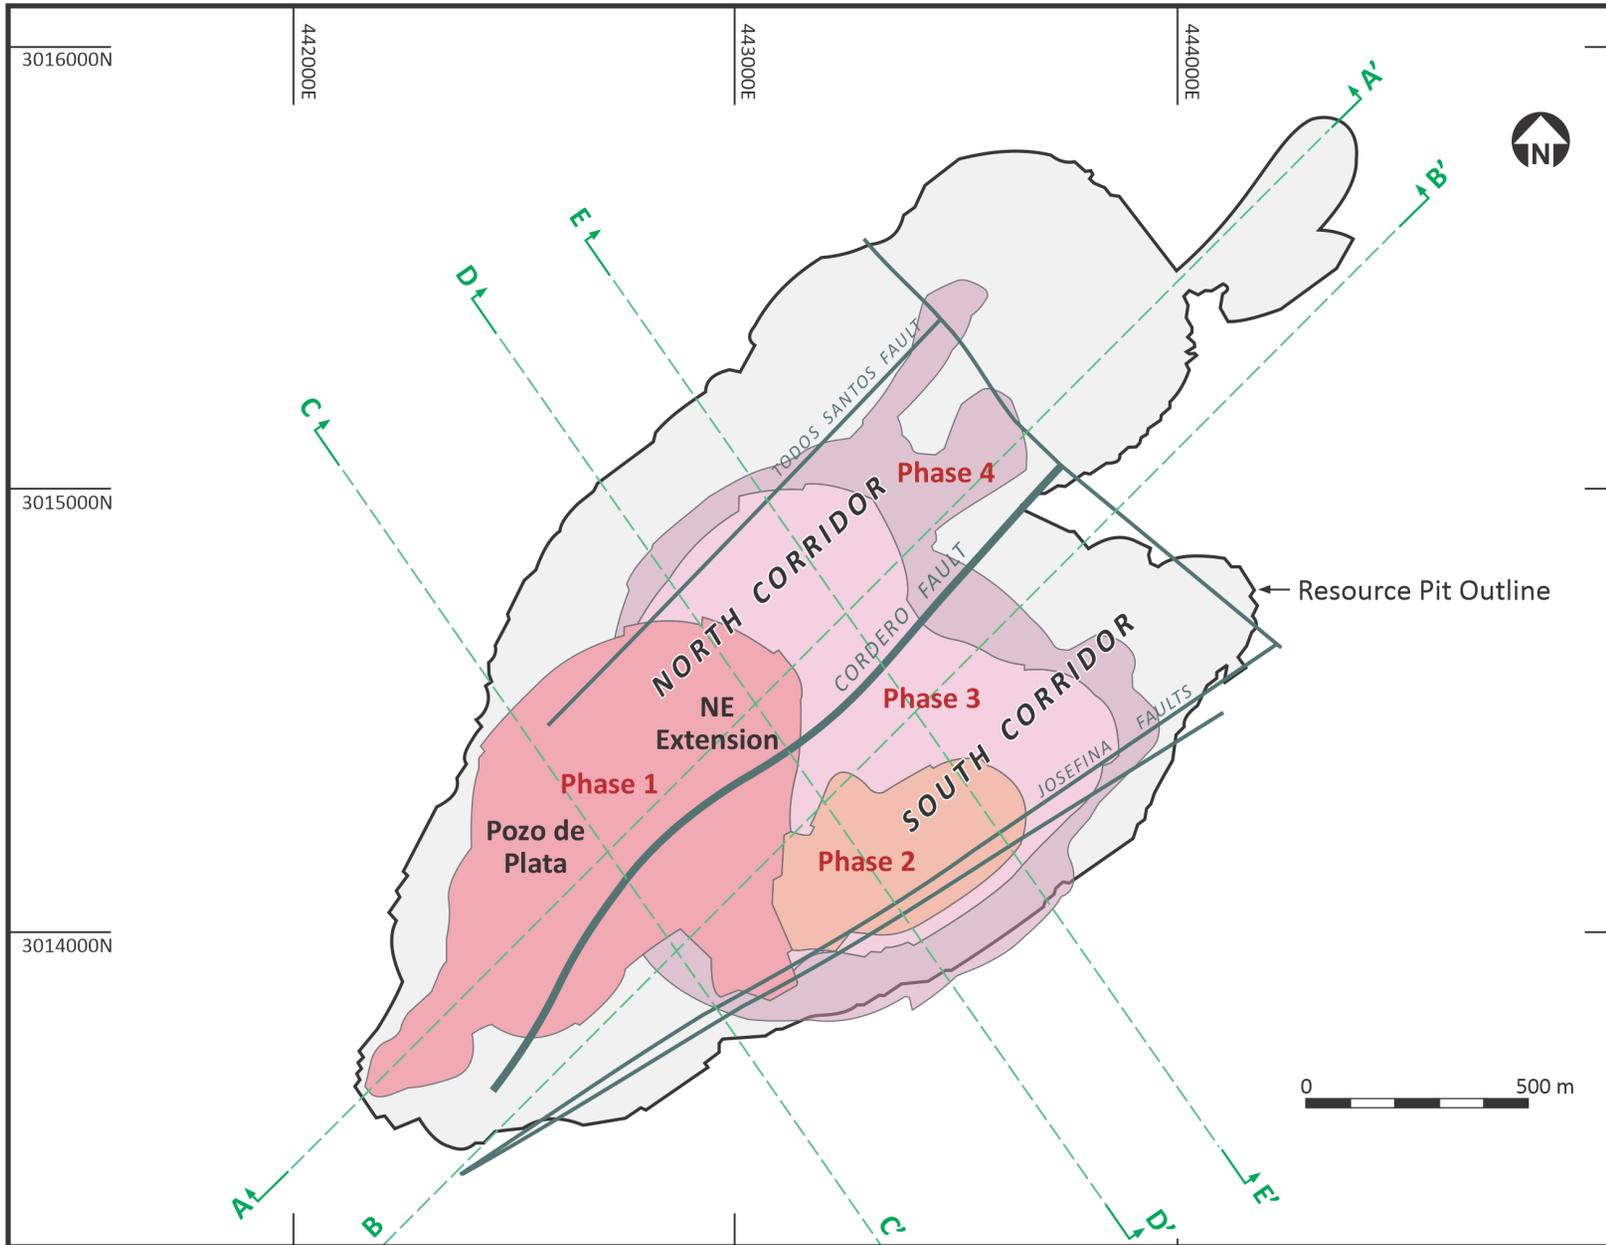 442000E
443000E
444000E
3016000N
A’
N
B’
E
D
TODOS SANTOS FAULT
C
Phase 4
3015000N
NORTH CORRIDOR
CORDERO FAULT
Resource Pit Outline
Phase 3
SOUTH CORRIDOR
NE
Extension
JOSEFINA FAULTS
Phase 1
Pozo de
Plata
Phase 2
3014000N
0 500 m
A
B
C’
D’
E’